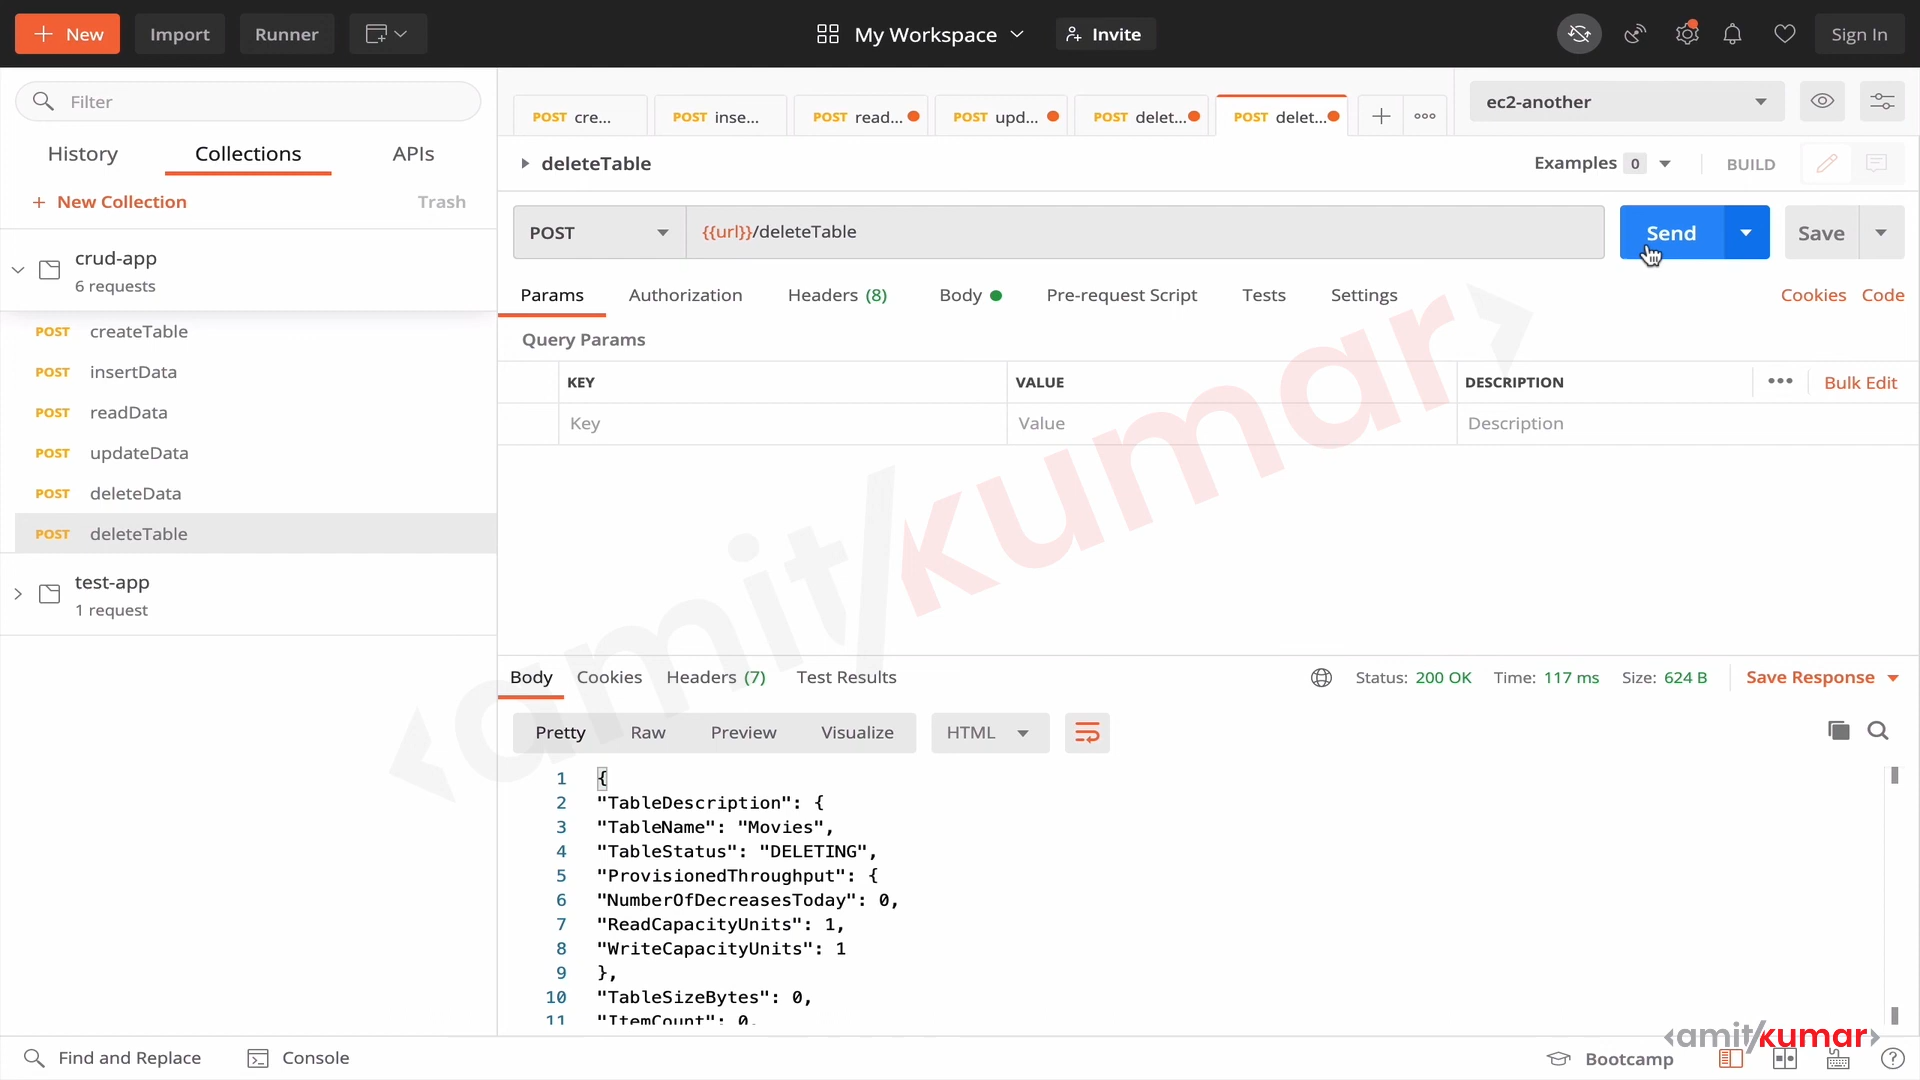 New
Import
Runner
My Workspace
Invite
Sign In
Filter
History
Collections
APIs
+ New Collection
Trash
crud-app
6 requests
POST createTable
POST insertData
POST readData
POST updateData
POST deleteData
POST deleteTable
test-app
1 request
POST cre...
POST inse...
POST read...
POST upd...
POST delet...
POST delet...
ec2-another
deleteTable
Examples 0
BUILD
POST
{{url}}/deleteTable
Send
Save
Params
Authorization
Headers (8)
Body
Pre-request Script
Tests
Settings
Cookies
Code
Query Params
KEY
VALUE
DESCRIPTION
Bulk Edit
Key
Value
Description
<amit/kumar>
Body
Cookies
Headers (7)
Test Results
Status: 200 OK
Time: 117 ms
Size: 624 B
Save Response
Pretty
Raw
Preview
Visualize
HTML
1 {
2 "TableDescription": {
3 "TableName": "Movies",
4 "TableStatus": "DELETING",
5 "ProvisionedThroughput": {
6 "NumberOfDecreasesToday": 0,
7 "ReadCapacityUnits": 1,
8 "WriteCapacityUnits": 1
9 },
10 "TableSizeBytes": 0,
11 "ItemCount": 0,
<amit/kumar>
Find and Replace
Console
Bootcamp